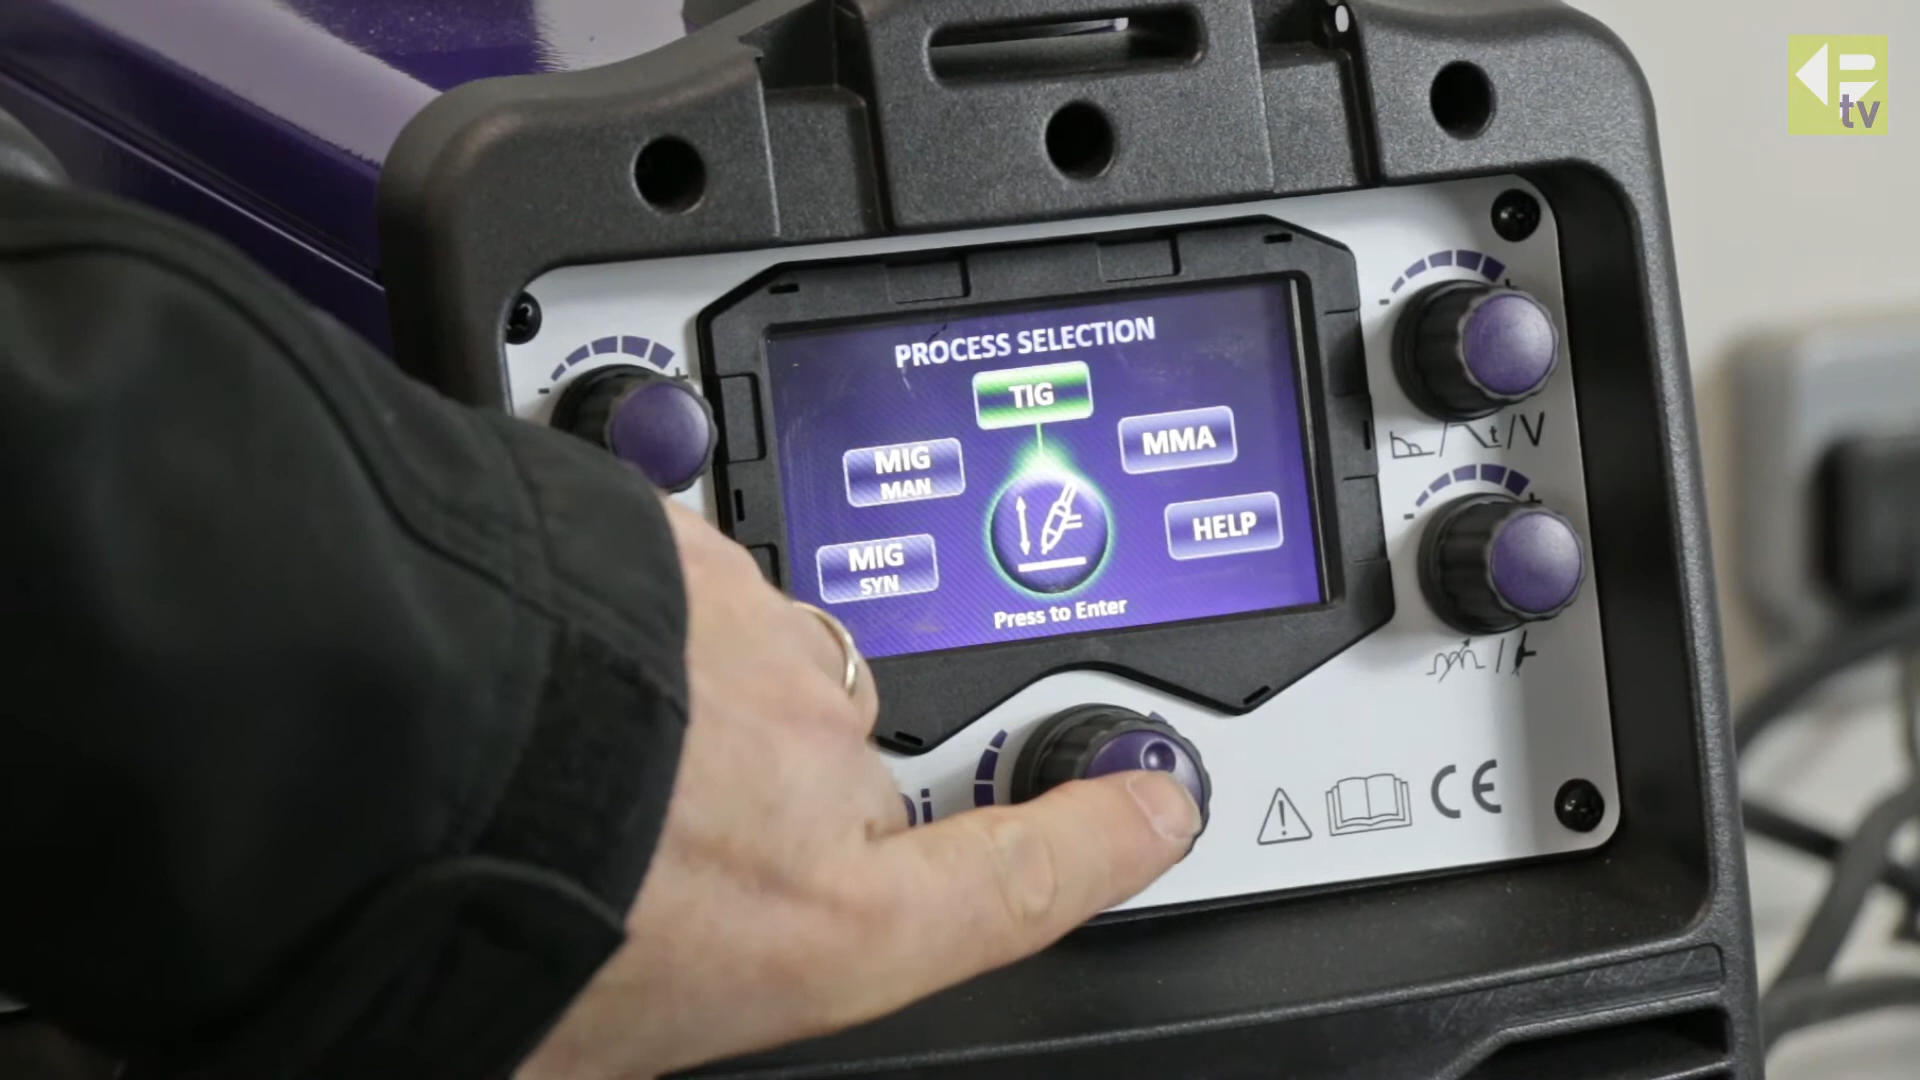 tv
PROCESS SELECTION
TIG
MIG
MAN
MMA
MIG
SYN
HELP
Press to Enter
- +
- +
t/V
- +
CE